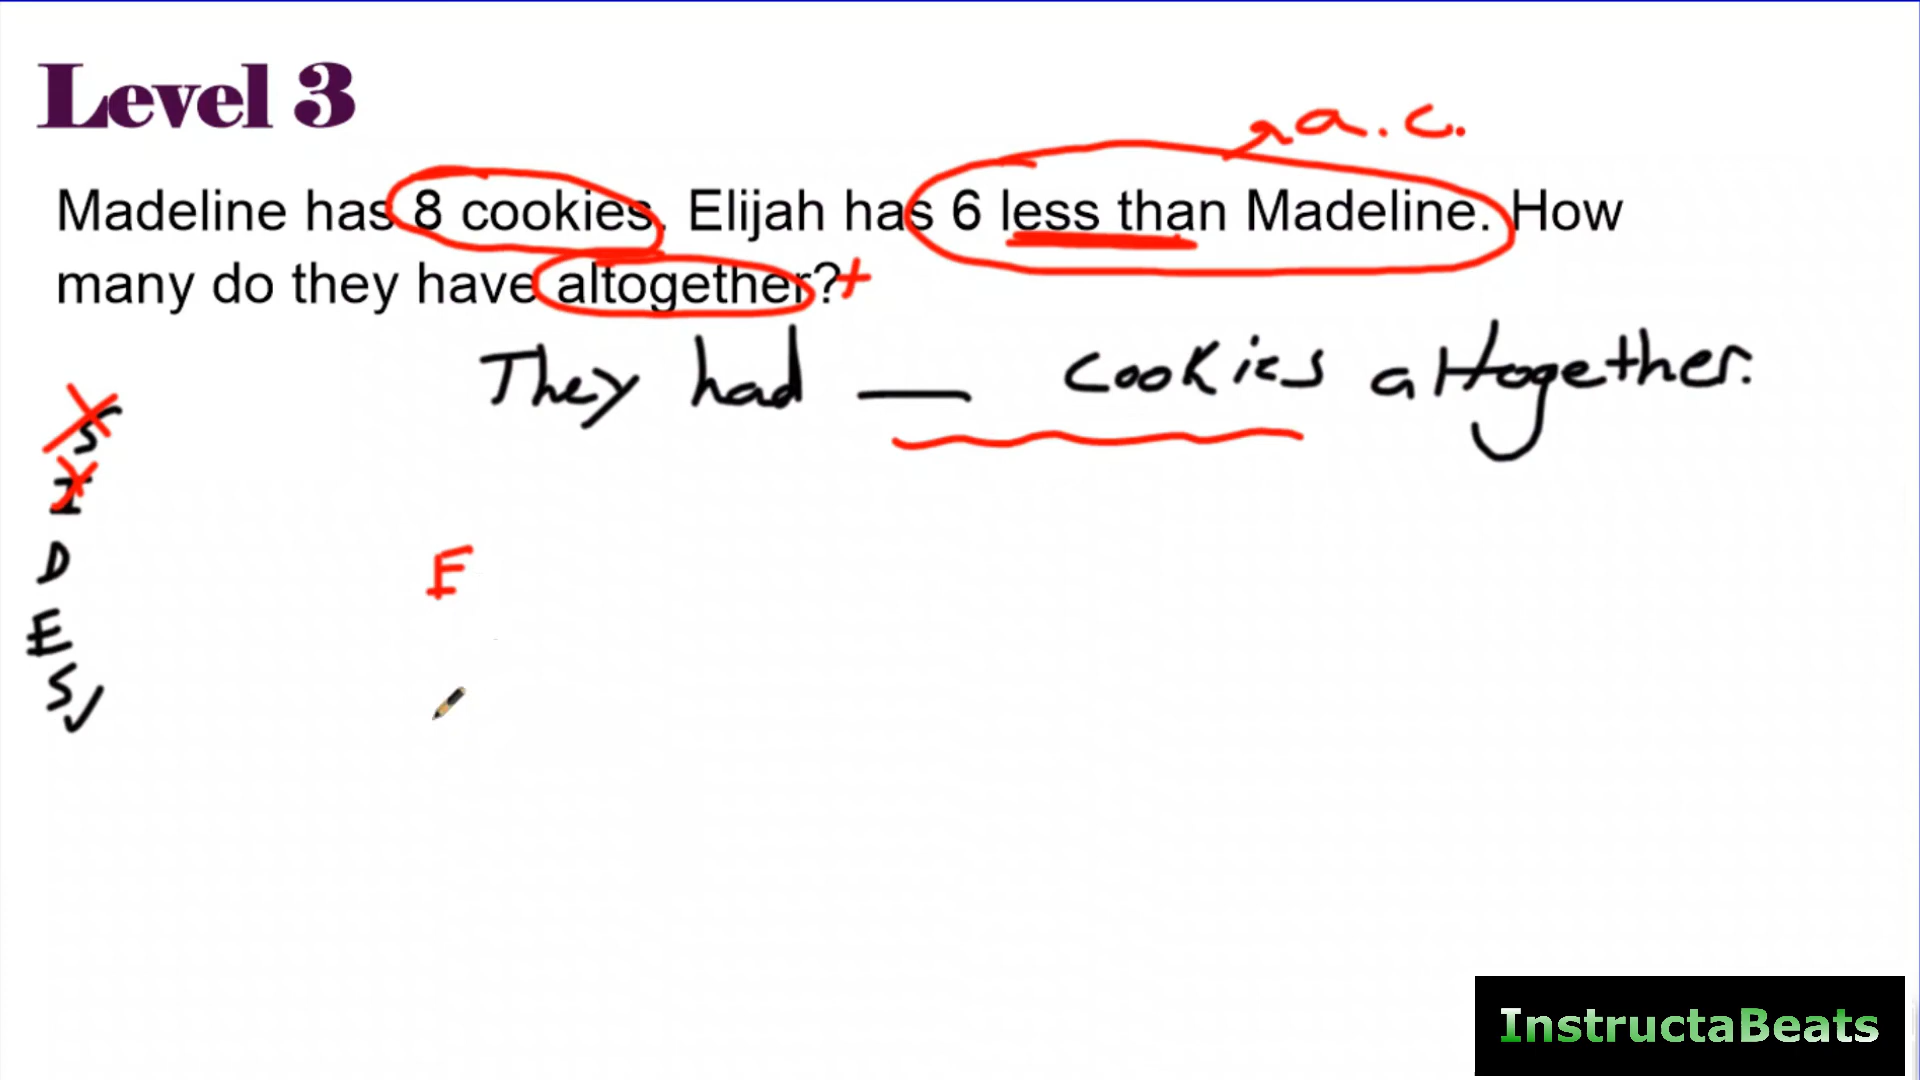 Level 3
a.c.
Madeline has 8 cookies. Elijah has 6 less than Madeline. How
many do they have altogether?+
They had __ cookies altogether.
S
I
D
E
E
S✓
InstructaBeats